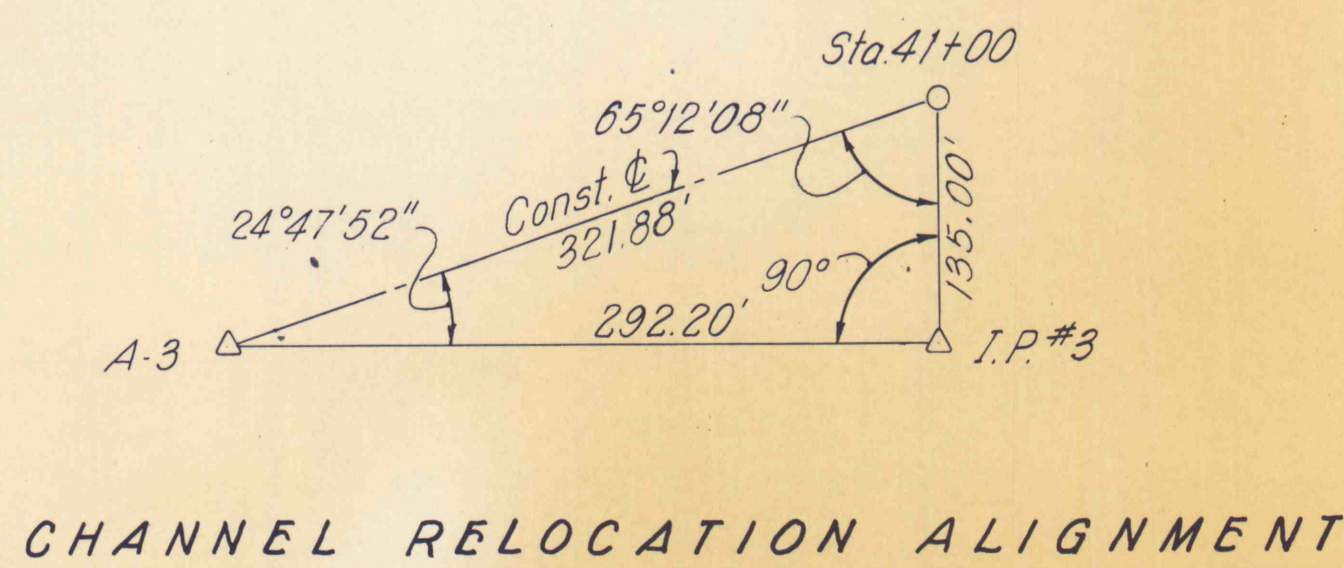 Sta.41+00
65°12'08"
Const. ℄
321.88'
24°47'52"
135.00'
90°
292.20'
A-3
I.P.#3
CHANNEL RELOCATION ALIGNMENT